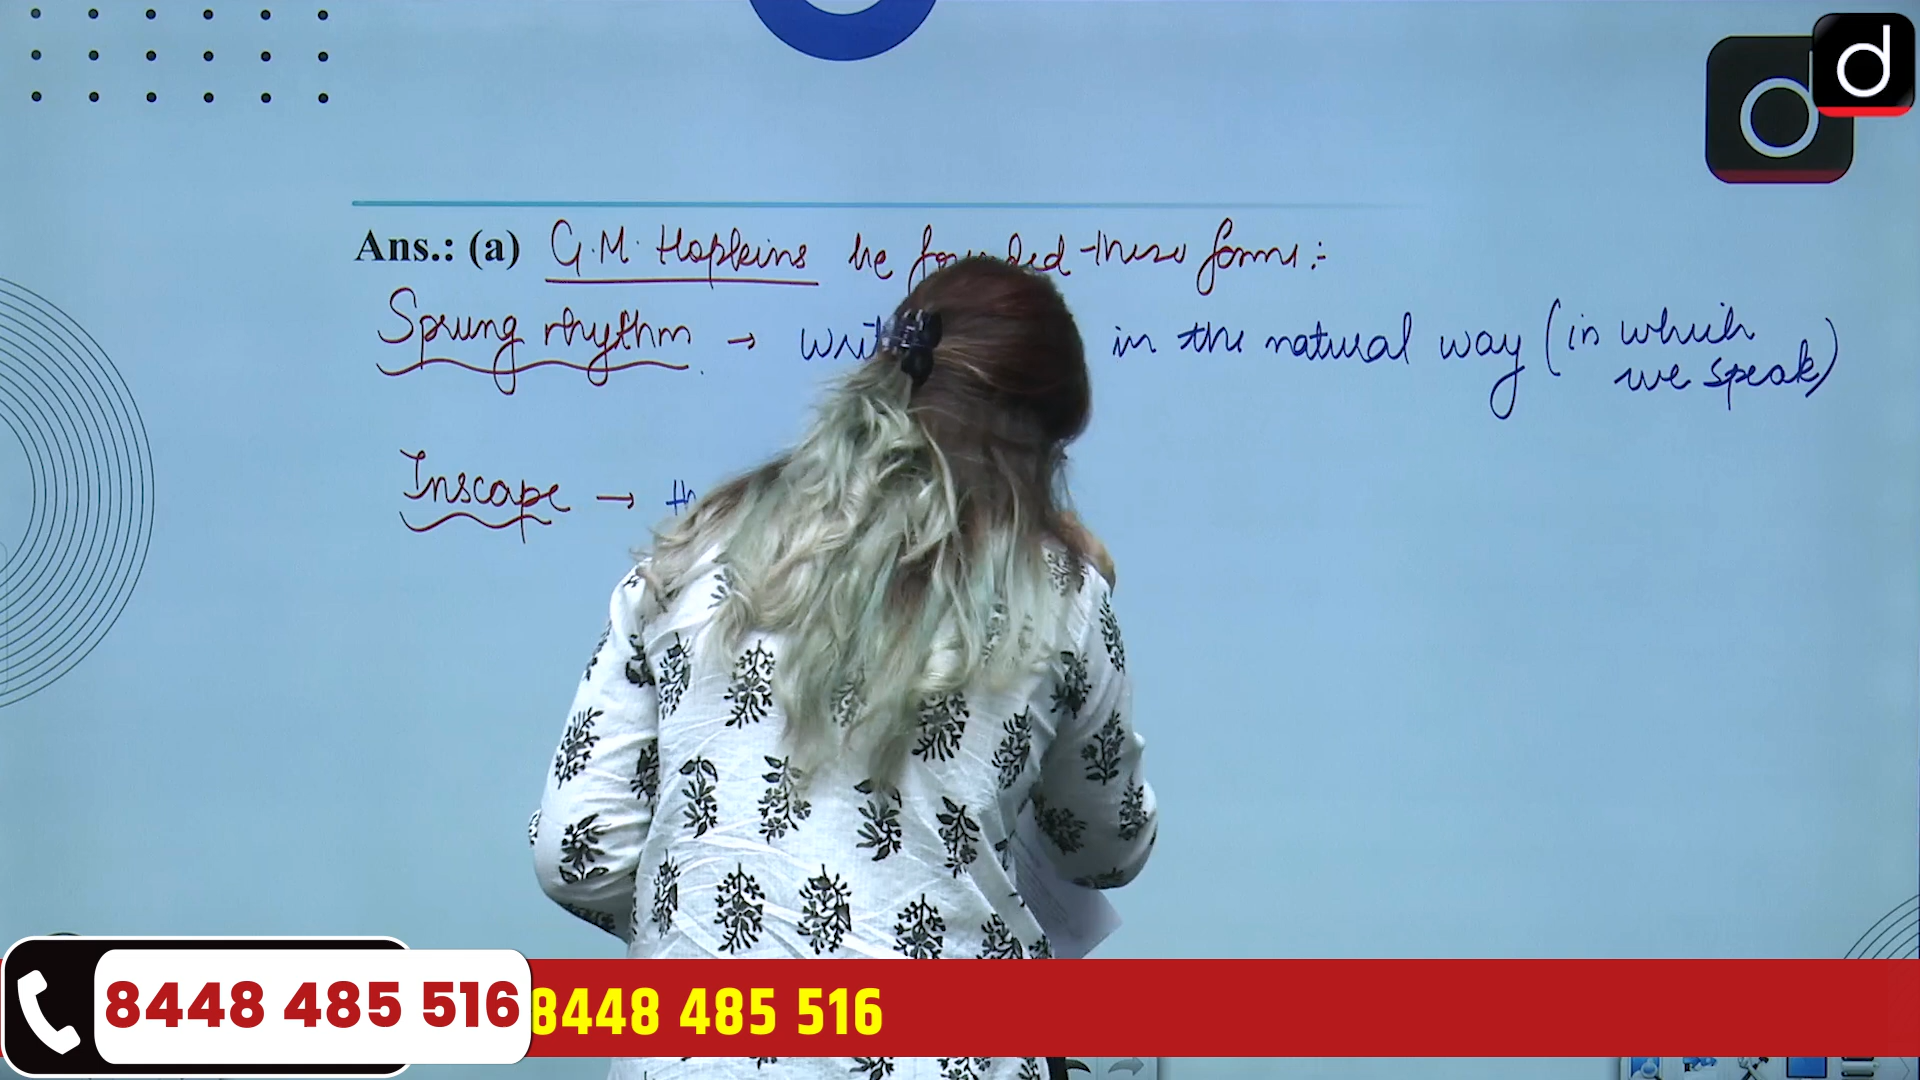 d
Ans.: (a) G.M. Hopkins he founded these forms :-
Sprung rhythm → in the natural way (in which
we speak)
Inscape →
8448 485 516
8448 485 516